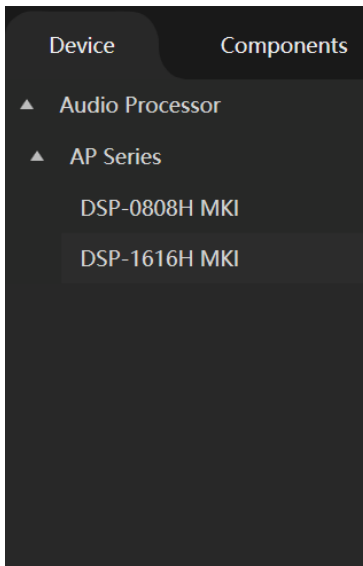 Device Components
Audio Processor
AP Series
DSP-0808H MKI
DSP-1616H MKI